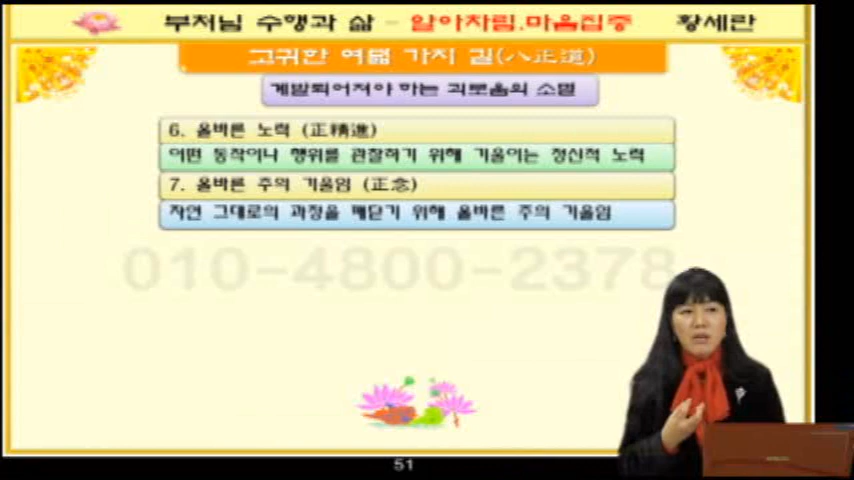 부처님 수행과 삶 - 알아차림.마음집중 황세란
고귀한 여덟 가지 길(八正道)
계발되어져야 하는 괴로움의 소멸
6. 올바른 노력 (正精進)
어떤 동작이나 행위를 관찰하기 위해 기울이는 정신적 노력
7. 올바른 주의 기울임 (正念)
자연 그대로의 과정을 깨닫기 위해 올바른 주의 기울임
010-4800-2378
51